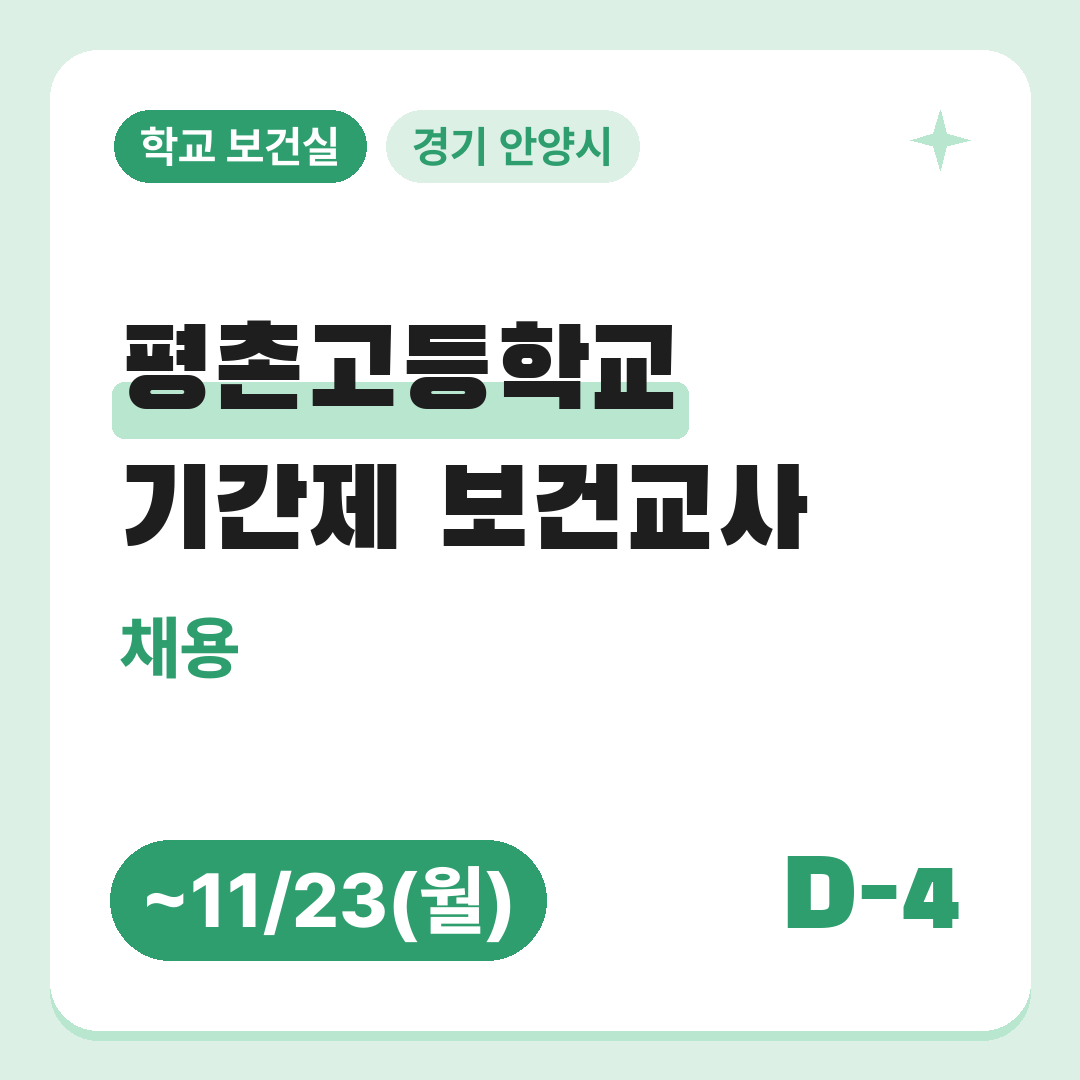 학교 보건실
경기 안양시
평촌고등학교
기간제 보건교사
채용
~11/23(월)
D-4